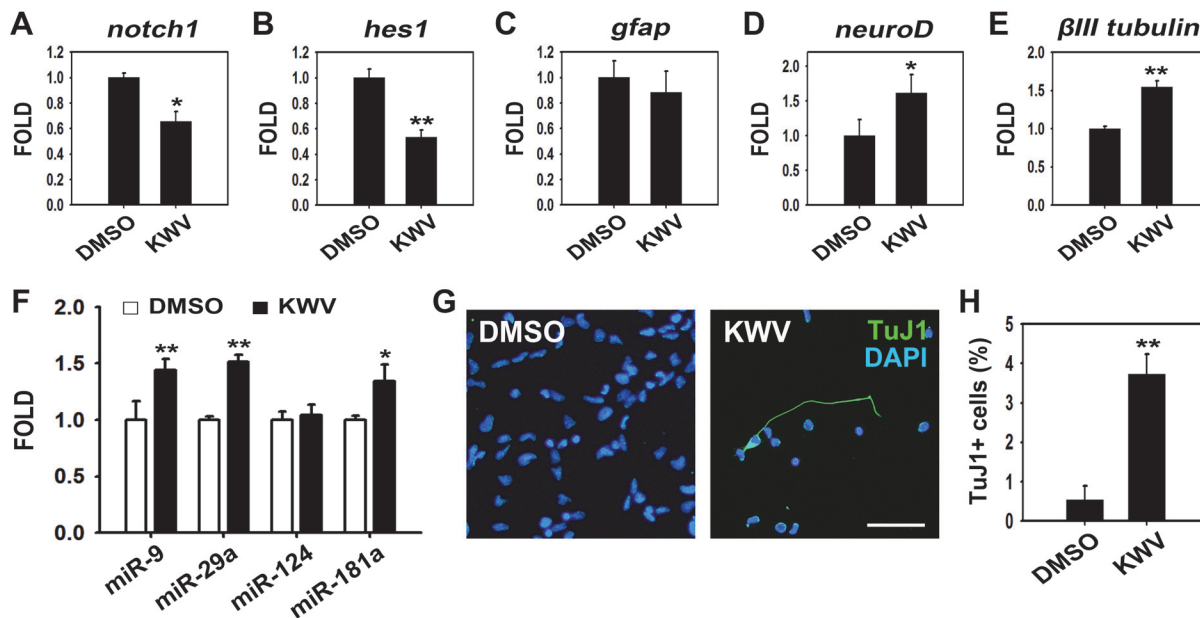 A notch1
FOLD
1.2
1.0
0.8
0.6
0.4
0.2
0.0
*
DMSO KWV
B hes1
FOLD
1.2
1.0
0.8
0.6
0.4
0.2
0.0
**
DMSO KWV
C gfap
FOLD
1.2
1.0
0.8
0.6
0.4
0.2
0.0
DMSO KWV
D neuroD
FOLD
2.0
1.5
1.0
0.5
0.0
*
DMSO KWV
E βIII tubulin
FOLD
2.0
1.5
1.0
0.5
0.0
**
DMSO KWV
F
DMSO KWV
FOLD
2.0
1.5
1.0
0.5
0.0
** ** *
miR-9 miR-29a miR-124 miR-181a
G
DMSO
KWV
TuJ1
DAPI
H
TuJ1+ cells (%)
5
4
3
2
1
0
**
DMSO KWV